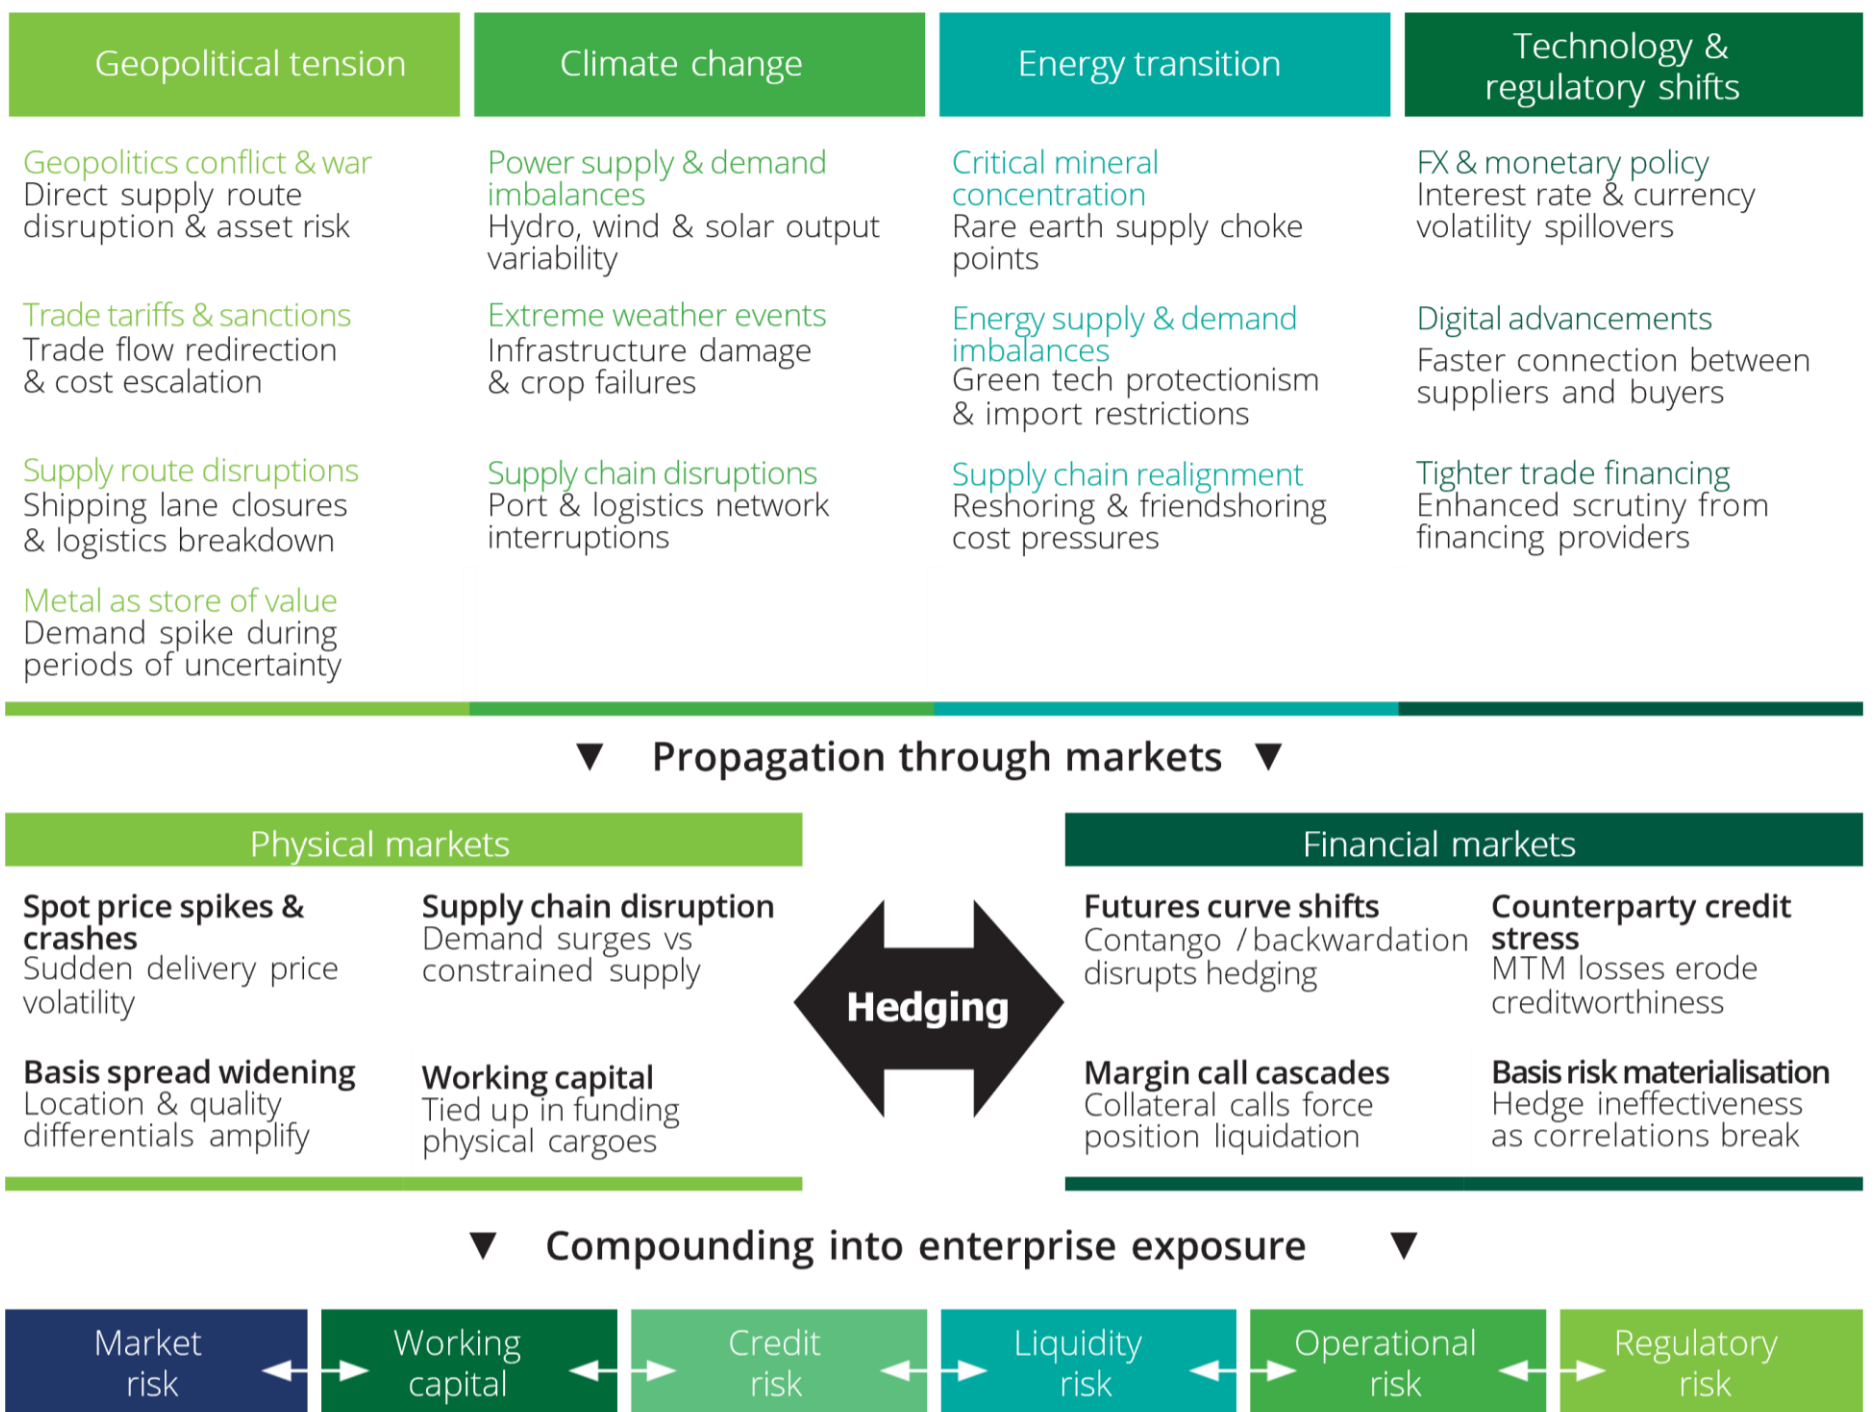 Geopolitical tension
Climate change
Energy transition
Technology &
regulatory shifts
Geopolitics conflict & war
Direct supply route
disruption & asset risk
Trade tariffs & sanctions
Trade flow redirection
& cost escalation
Supply route disruptions
Shipping lane closures
& logistics breakdown
Metal as store of value
Demand spike during
periods of uncertainty
Power supply & demand
imbalances
Hydro, wind & solar output
variability
Extreme weather events
Infrastructure damage
& crop failures
Supply chain disruptions
Port & logistics network
interruptions
Critical mineral
concentration
Rare earth supply choke
points
Energy supply & demand
imbalances
Green tech protectionism
& import restrictions
Supply chain realignment
Reshoring & friendshoring
cost pressures
FX & monetary policy
Interest rate & currency
volatility spillovers
Digital advancements
Faster connection between
suppliers and buyers
Tighter trade financing
Enhanced scrutiny from
financing providers
▼ Propagation through markets ▼
Physical markets
Spot price spikes &
crashes
Sudden delivery price
volatility
Supply chain disruption
Demand surges vs
constrained supply
Basis spread widening
Location & quality
differentials amplify
Working capital
Tied up in funding
physical cargoes
Hedging
Financial markets
Futures curve shifts
Contango / backwardation
disrupts hedging
Counterparty credit
stress
MTM losses erode
creditworthiness
Margin call cascades
Collateral calls force
position liquidation
Basis risk materialisation
Hedge ineffectiveness
as correlations break
▼ Compounding into enterprise exposure ▼
Market
risk
Working
capital
Credit
risk
Liquidity
risk
Operational
risk
Regulatory
risk